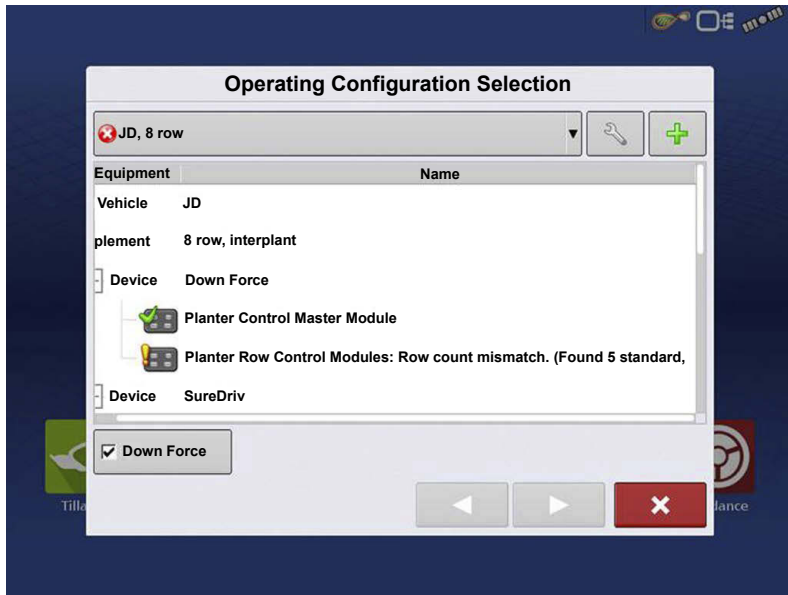 Operating Configuration Selection
JD, 8 row
Equipment Name
Vehicle JD
plement 8 row, interplant
Device Down Force
Planter Control Master Module
Planter Row Control Modules: Row count mismatch. (Found 5 standard,
Device SureDriv
Down Force
Tilla
dance